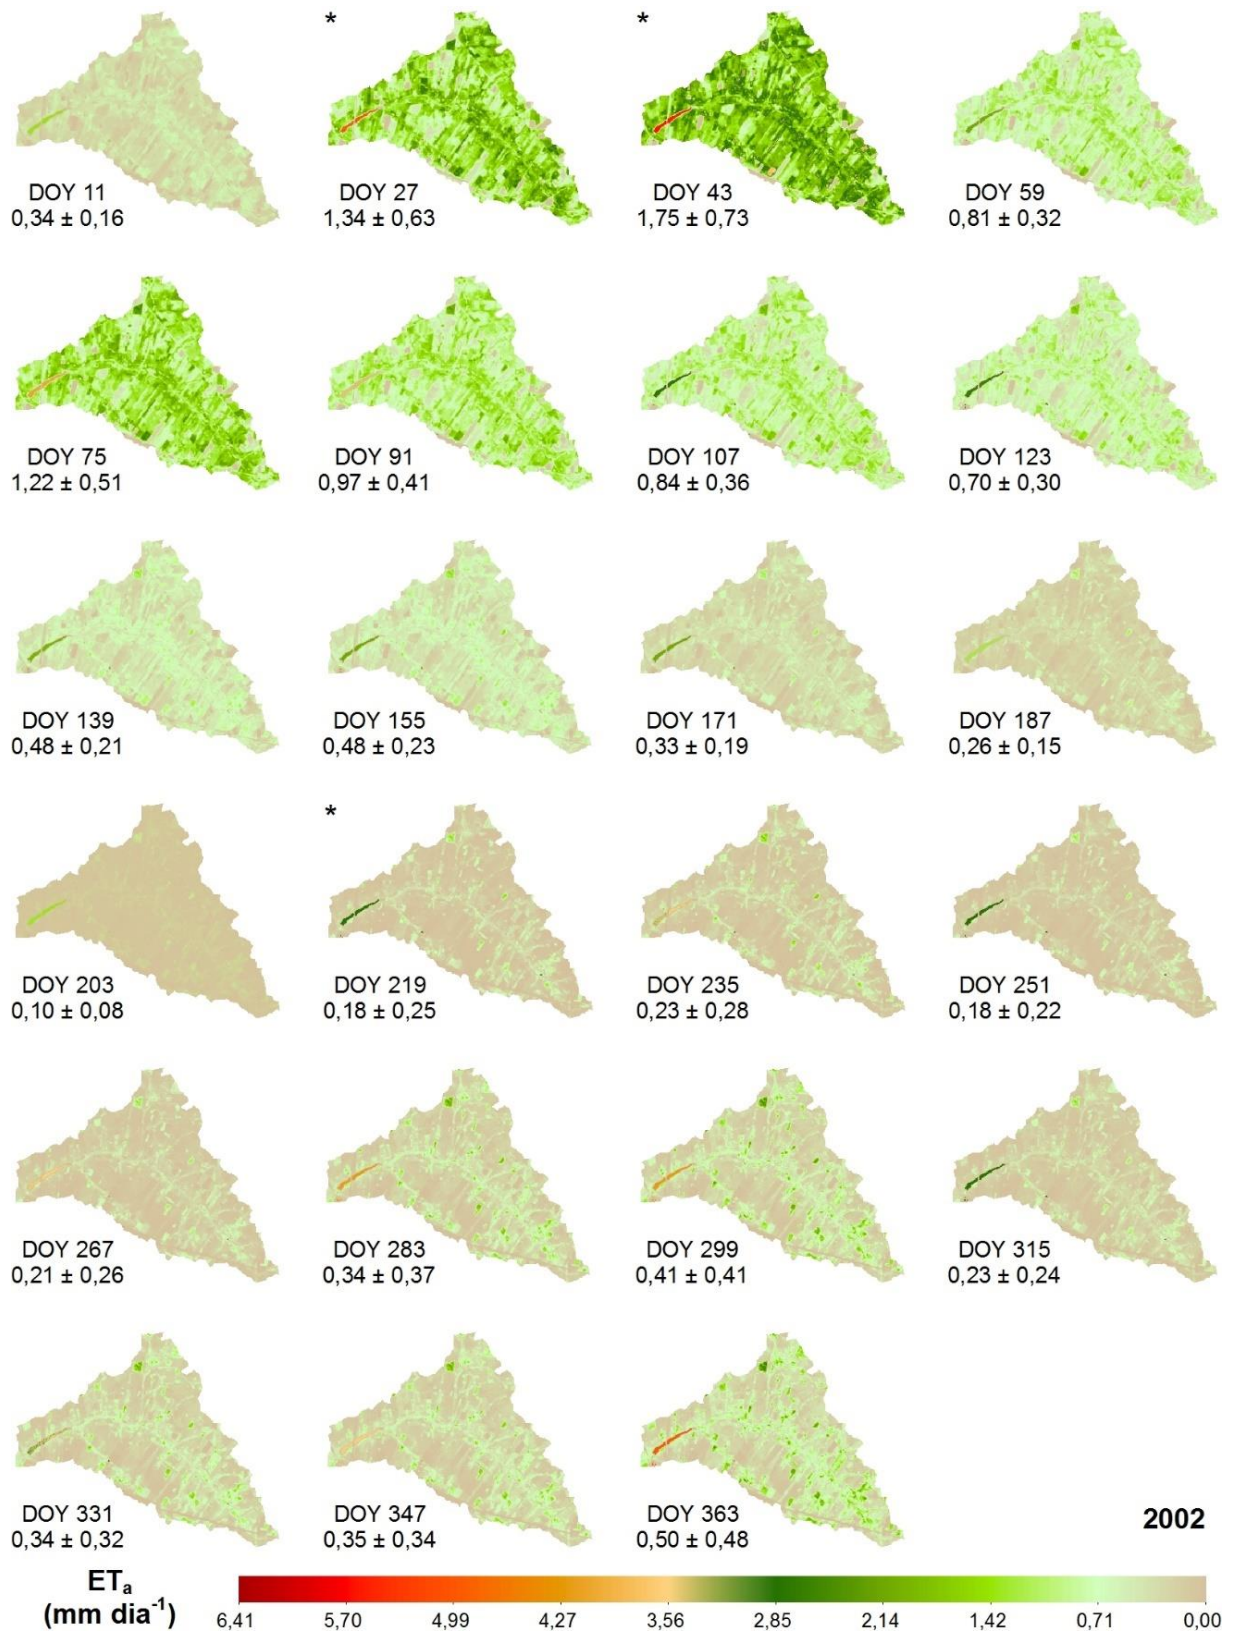 *
*
DOY 11
0,34 ± 0,16
DOY 27
1,34 ± 0,63
DOY 43
1,75 ± 0,73
DOY 59
0,81 ± 0,32
DOY 75
1,22 ± 0,51
DOY 91
0,97 ± 0,41
DOY 107
0,84 ± 0,36
DOY 123
0,70 ± 0,30
DOY 139
0,48 ± 0,21
DOY 155
0,48 ± 0,23
DOY 171
0,33 ± 0,19
DOY 187
0,26 ± 0,15
*
DOY 203
0,10 ± 0,08
DOY 219
0,18 ± 0,25
DOY 235
0,23 ± 0,28
DOY 251
0,18 ± 0,22
DOY 267
0,21 ± 0,26
DOY 283
0,34 ± 0,37
DOY 299
0,41 ± 0,41
DOY 315
0,23 ± 0,24
DOY 331
0,34 ± 0,32
DOY 347
0,35 ± 0,34
DOY 363
0,50 ± 0,48
2002
ETₐ
(mm dia⁻¹)
6,41 5,70 4,99 4,27 3,56 2,85 2,14 1,42 0,71 0,00